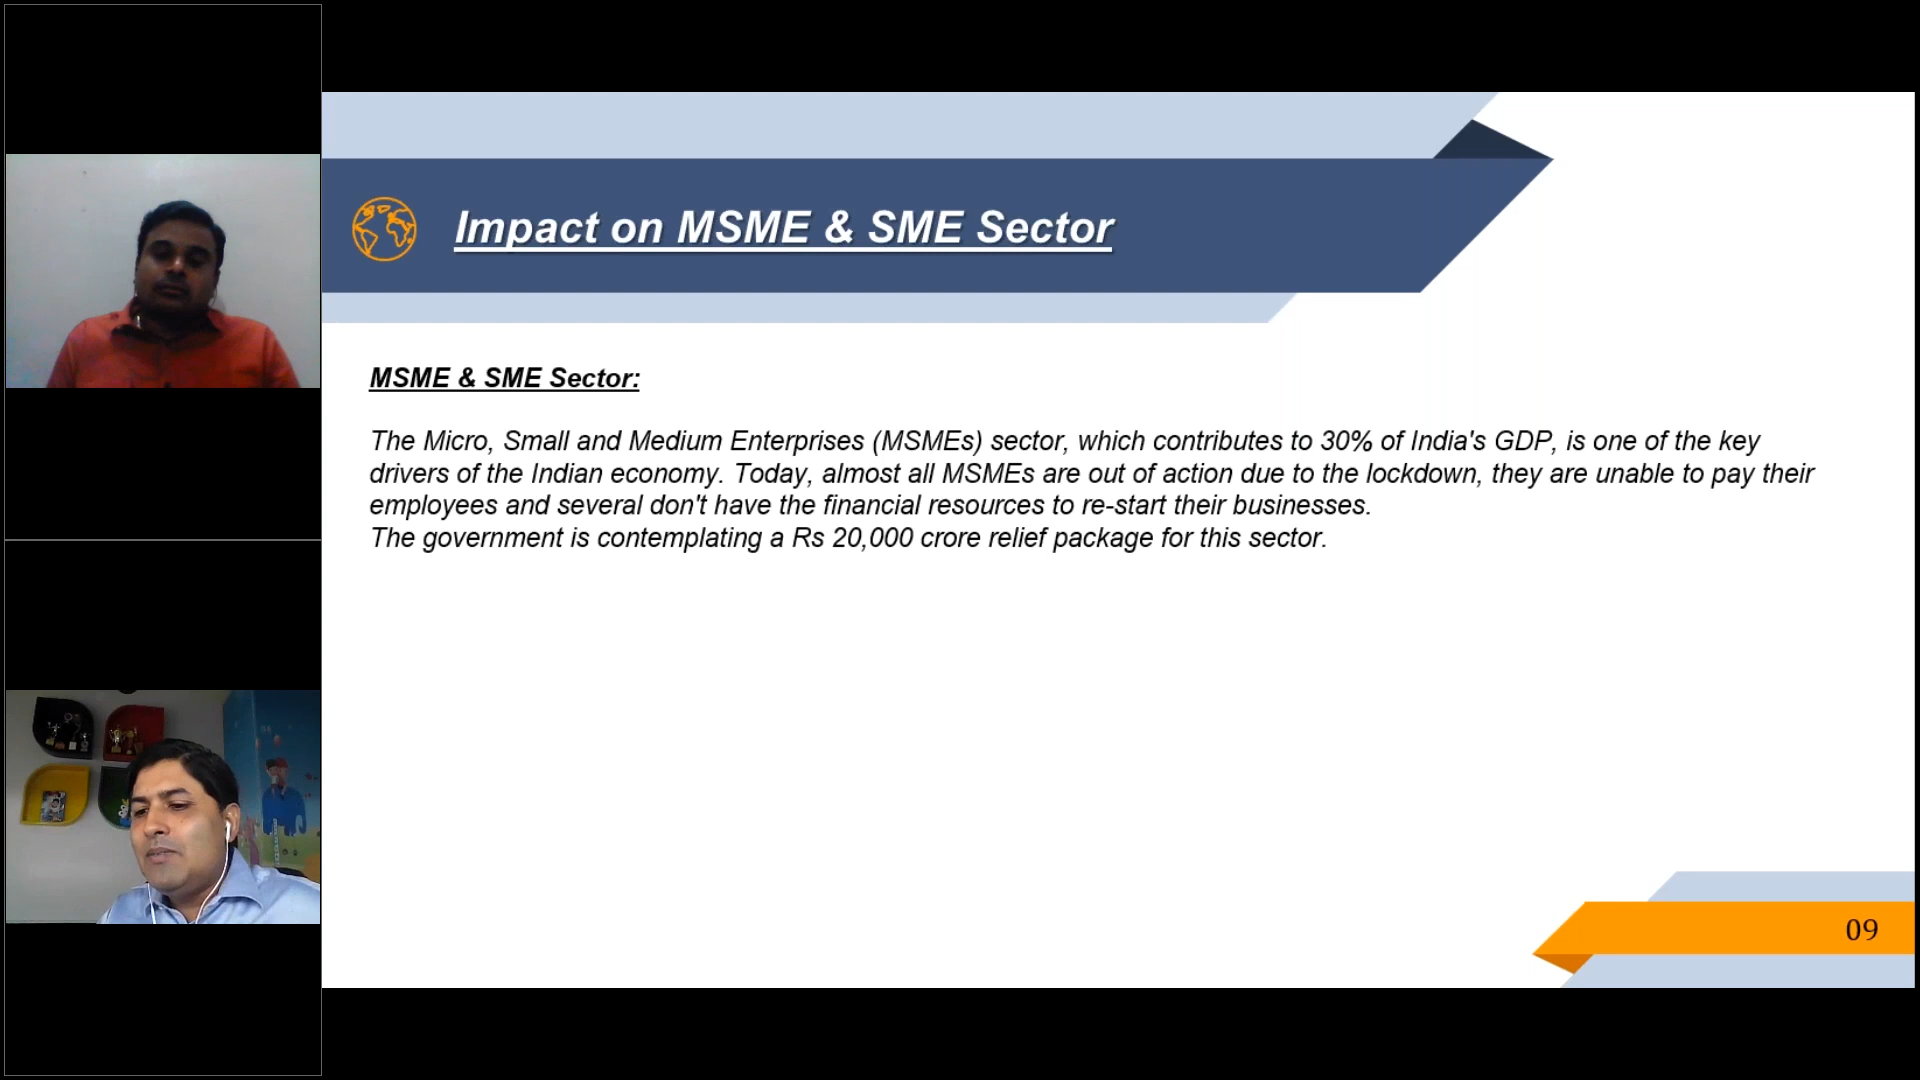 Impact on MSME & SME Sector
MSME & SME Sector:
The Micro, Small and Medium Enterprises (MSMEs) sector, which contributes to 30% of India's GDP, is one of the key
drivers of the Indian economy. Today, almost all MSMEs are out of action due to the lockdown, they are unable to pay their
employees and several don't have the financial resources to re-start their businesses.
The government is contemplating a Rs 20,000 crore relief package for this sector.
09